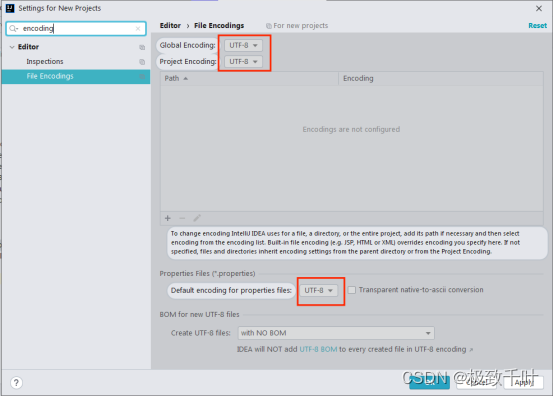 Settings for New Projects
encoding
Editor › File Encodings
For new projects
Reset
Editor
Inspections
File Encodings
Global Encoding: UTF-8
Project Encoding: UTF-8
Path
Encoding
Encodings are not configured
To change encoding IntelliJ IDEA uses for a file, a directory, or the entire project, add its path if necessary and then select
encoding from the encoding list. Built-in file encoding (e.g. JSP, HTML or XML) overrides encoding you specify here. If not
specified, files and directories inherit encoding settings from the parent directory or from the Project Encoding.
Properties Files (*.properties)
Default encoding for properties files: UTF-8
Transparent native-to-ascii conversion
BOM for new UTF-8 files
Create UTF-8 files: with NO BOM
IDEA will NOT add UTF-8 BOM to every created file in UTF-8 encoding ↗
?
Cancel
Apply
CSDN @极致千叶